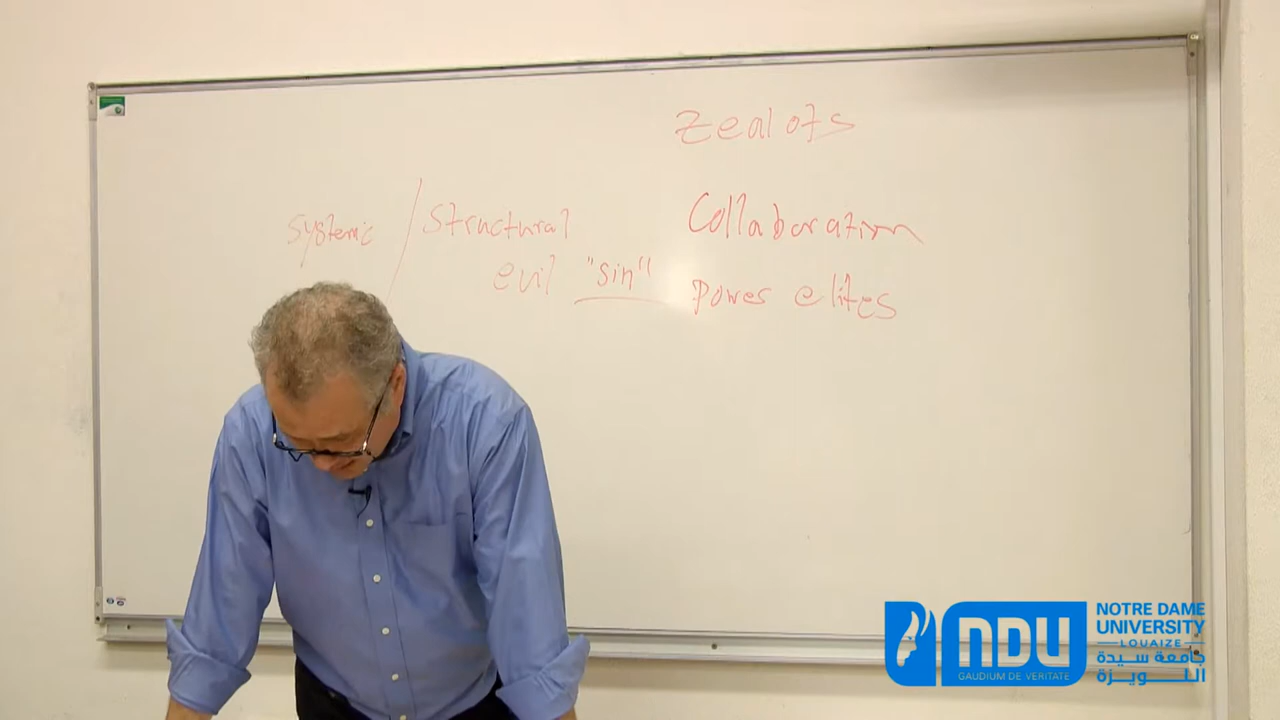 Zealots
systemic / structural
evil "sin"
Collaboration
power elites
NDU
GAUDIUM DE VERITATE
NOTRE DAME
UNIVERSITY
LOUAIZE
جامعة سيدة
اللويزة